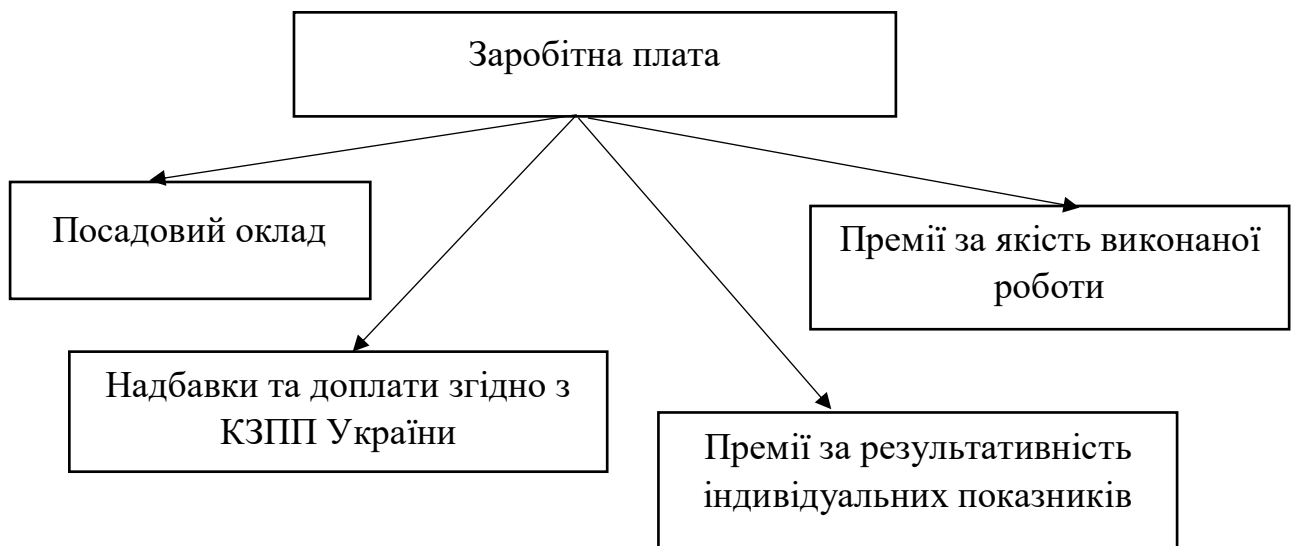 Заробітна плата
Посадовий оклад
Премії за якість виконаної
роботи
Надбавки та доплати згідно з
КЗПП України
Премії за результативність
індивідуальних показників